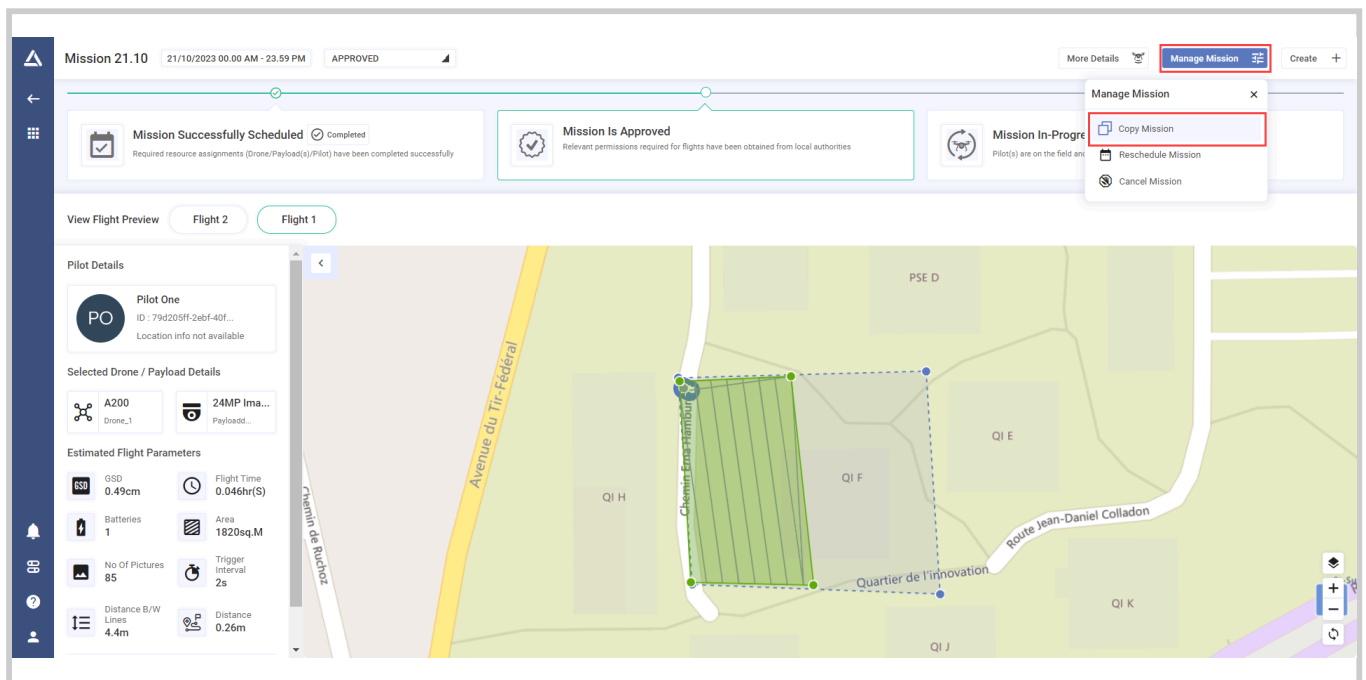 Mission 21.10
21/10/2023 00.00 AM - 23.59 PM
APPROVED
More Details
Manage Mission
Create
Manage Mission
Copy Mission
Reschedule Mission
Cancel Mission
Mission Successfully Scheduled
Completed
Required resource assignments (Drone/Payload(s)/Pilot) have been completed successfully
Mission Is Approved
Relevant permissions required for flights have been obtained from local authorities
Mission In-Progre
Pilot(s) are on the field and
View Flight Preview
Flight 2
Flight 1
Pilot Details
PO
Pilot One
ID : 79d205ff-2ebf-40f...
Location info not available
Selected Drone / Payload Details
A200
Drone_1
24MP Ima...
Payloadd...
Estimated Flight Parameters
GSD
GSD
0.49cm
Flight Time
0.046hr(S)
Batteries
1
Area
1820sq.M
No Of Pictures
85
Trigger
Interval
2s
Distance B/W
Lines
4.4m
Distance
0.26m
PSE D
Avenue du Tir-Fédéral
Chemin de Ruchoz
QI H
QI F
QI E
Route Jean-Daniel Colladon
Quartier de l'innovation
QI K
QI J